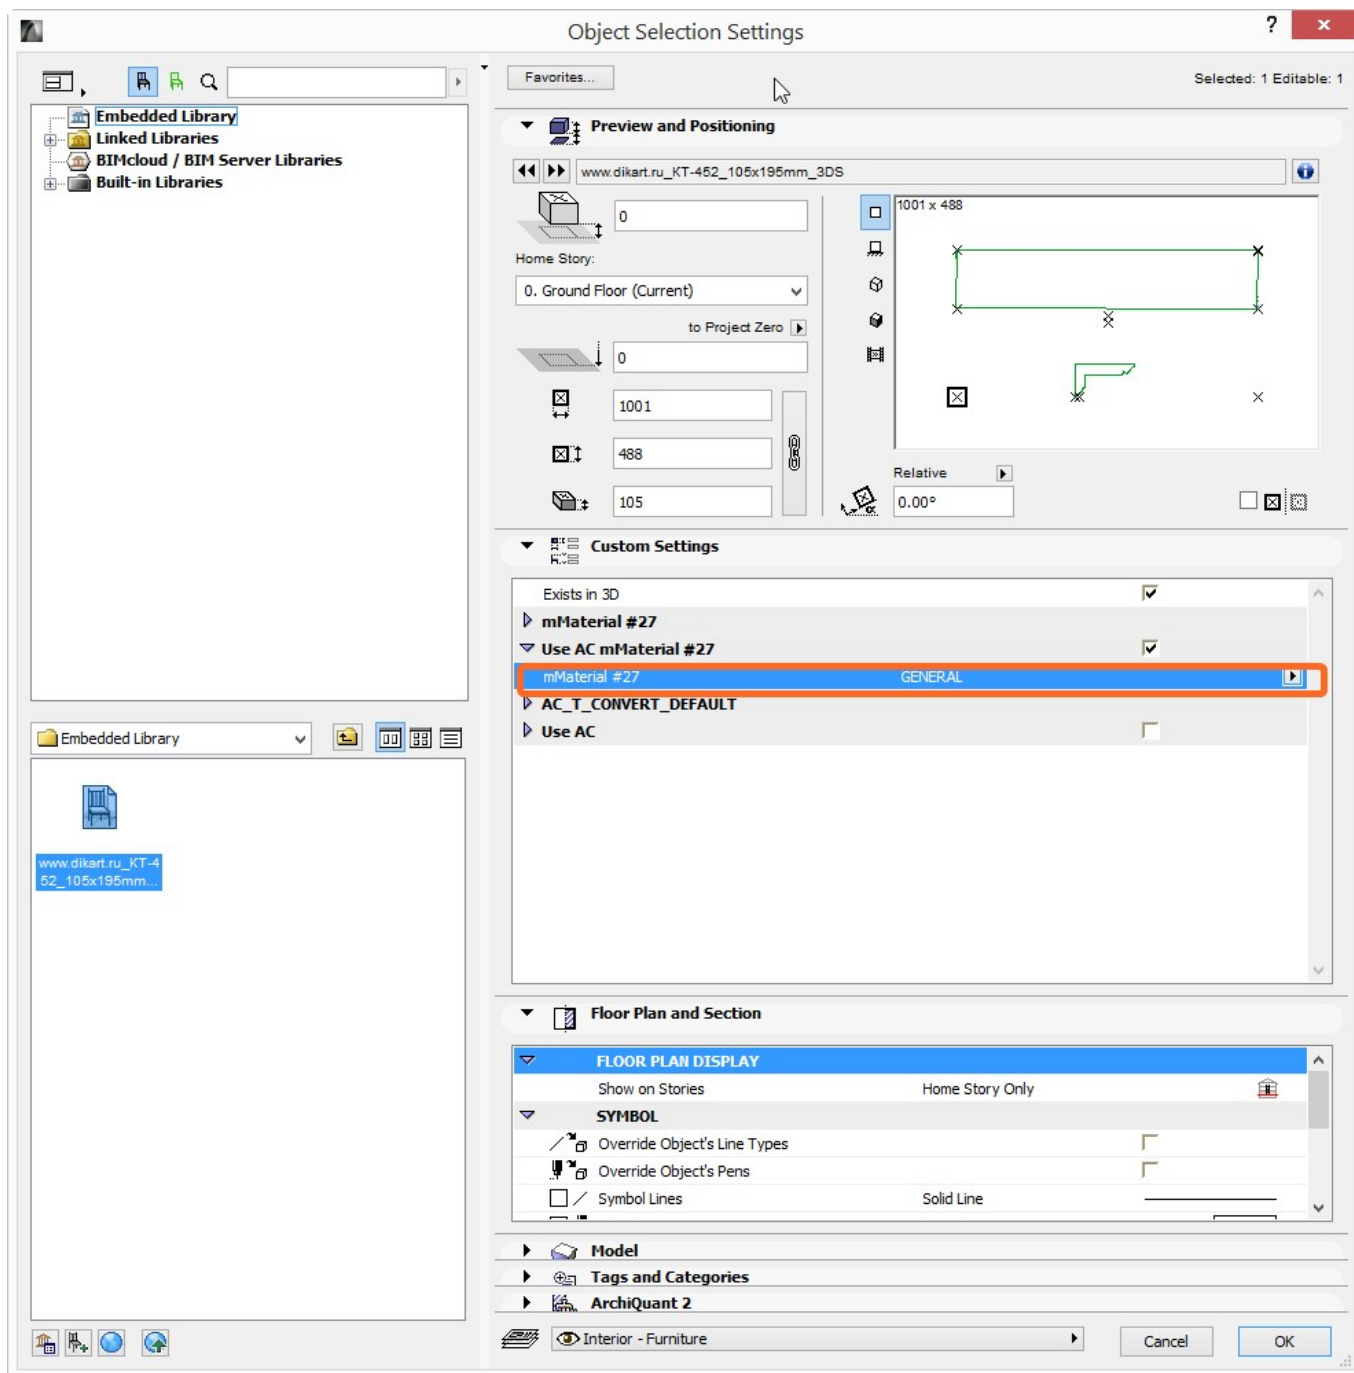 Object Selection Settings
?
Favorites...
Selected: 1 Editable: 1
Embedded Library
Linked Libraries
BIMcloud / BIM Server Libraries
Built-in Libraries
Preview and Positioning
www.dikart.ru_KT-452_105x195mm_3DS
0
1001 x 488
Home Story:
0. Ground Floor (Current)
to Project Zero
0
1001
488
105
Relative
0.00°
α
Custom Settings
Exists in 3D
mMaterial #27
Use AC mMaterial #27
mMaterial #27 GENERAL
AC_T_CONVERT_DEFAULT
Use AC
Embedded Library
www.dikart.ru_KT-4
52_105x195mm...
Floor Plan and Section
FLOOR PLAN DISPLAY
Show on Stories Home Story Only
SYMBOL
Override Object's Line Types
Override Object's Pens
Symbol Lines Solid Line
Model
Tags and Categories
ArchiQuant 2
Interior - Furniture
Cancel
OK